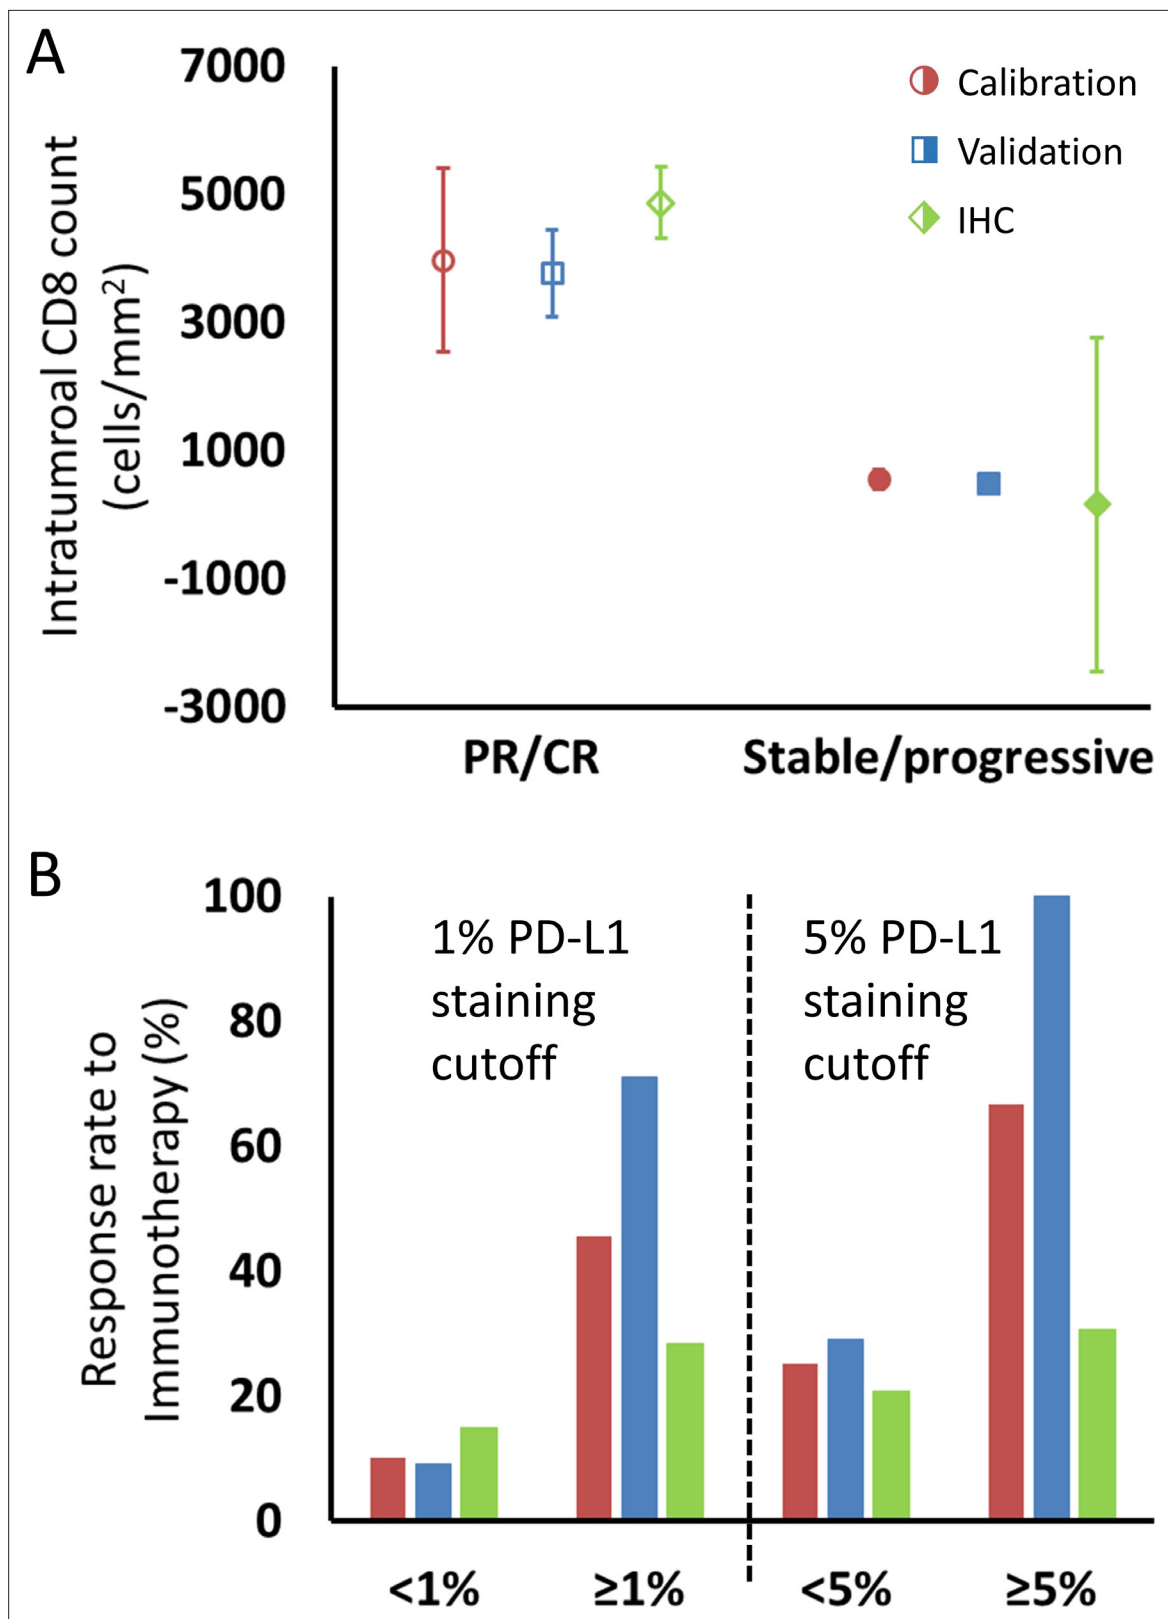 A
7000
5000
3000
1000
-1000
-3000
Intratumroal CD8 count
(cells/mm²)
Calibration
Validation
IHC
PR/CR
Stable/progressive
B
100
80
60
40
20
0
Response rate to
Immunotherapy (%)
1% PD-L1
staining
cutoff
5% PD-L1
staining
cutoff
<1%
≥1%
<5%
≥5%